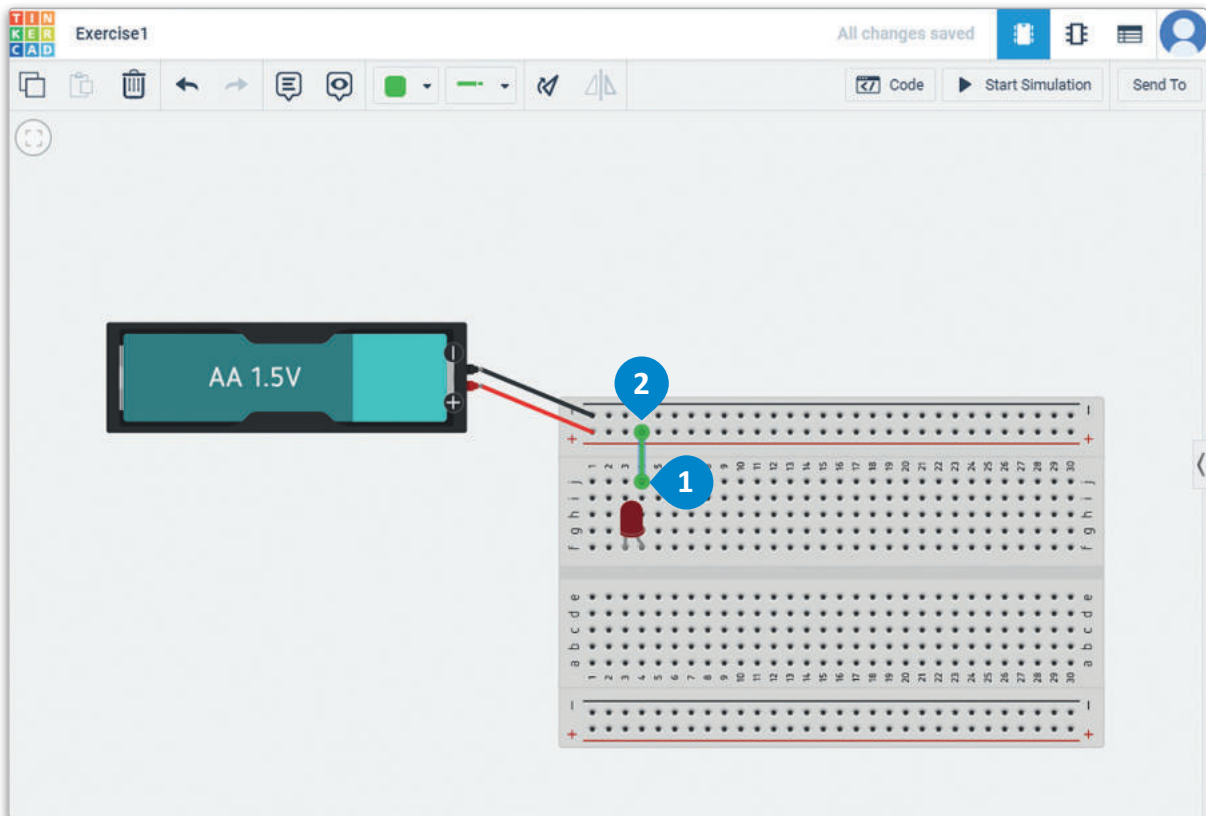 TIN
KER
CAD
Exercise1
All changes saved
Code
Start Simulation
Send To
AA 1.5V
2
1
− −
+ +
1 2 3 5 6 7 8 9 10 11 12 13 14 15 16 17 18 19 20 21 22 23 24 25 26 27 28 29 30
j j
i i
h h
g g
f f
e e
d d
c c
b b
a a
1 2 3 4 5 6 7 8 9 10 11 12 13 14 15 16 17 18 19 20 21 22 23 24 25 26 27 28 29 30
− −
+ +